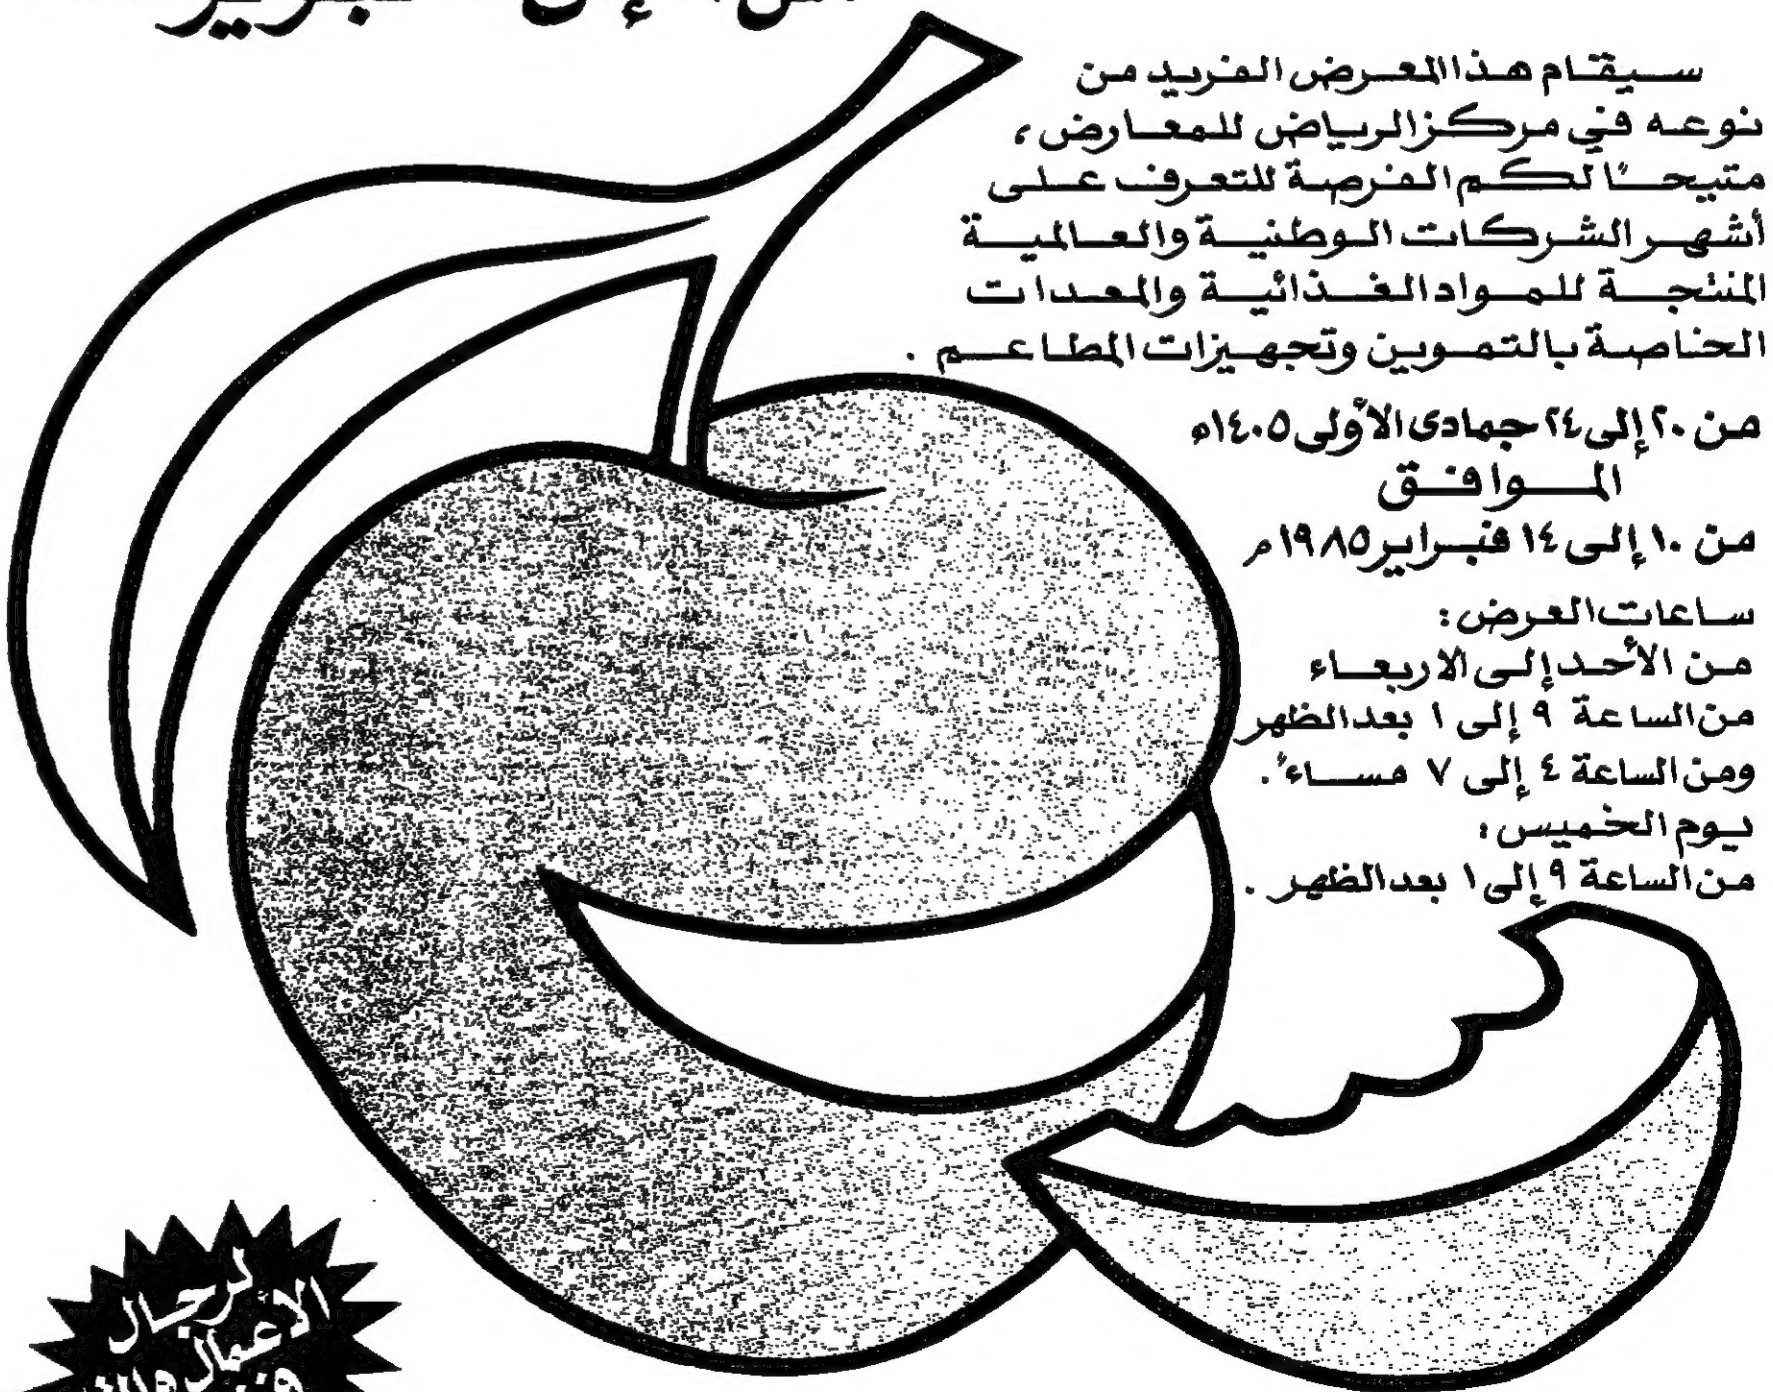 سيقام هذا المعرض الفريد من
نوعه في مركز الرياض للمعارض،
متيحاً لكم الفرصة للتعرف على
أشهر الشركات الوطنية والعالمية
المنتجة للمواد الغذائية والمعدات
الخاصة بالتموين وتجهيزات المطاعم .
من ٢٠ إلى ٢٤ جمادى الأولى ١٤٠٥ه
الموافق
من ١٠ إلى ١٤ فبراير ١٩٨٥م
ساعات العرض:
من الأحد إلى الاربعاء
من الساعة ٩ إلى ١ بعد الظهر
ومن الساعة ٤ إلى ٧ مساءً.
يوم الخميس:
من الساعة ٩ إلى ١ بعد الظهر .
لرجال
الأعمال